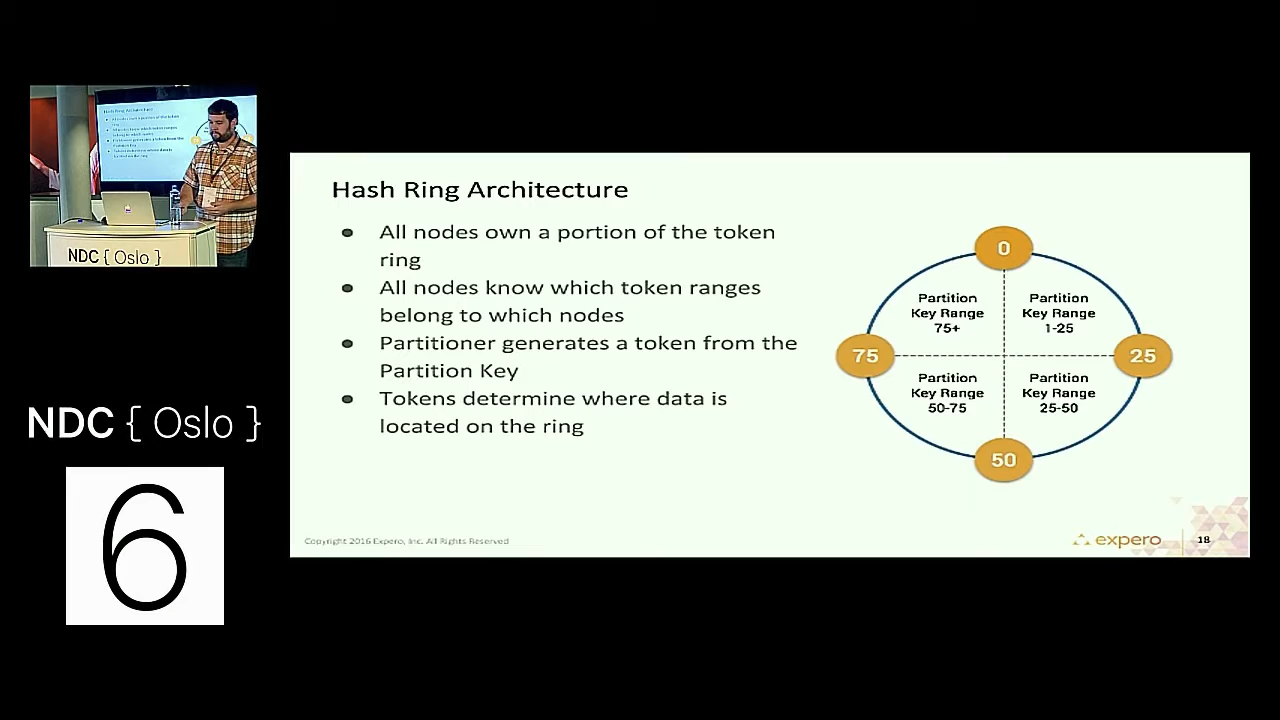 Hash Ring Architecture
● All nodes own a portion of the token
ring
● All nodes know which token ranges
belong to which nodes
● Partitioner generates a token from the
Partition Key
● Tokens determine where data is
located on the ring
0
Partition
Key Range
75+
Partition
Key Range
1-25
75
25
Partition
Key Range
50-75
Partition
Key Range
25-50
50
Copyright 2016 Expero, Inc. All Rights Reserved
expero
18
Hash Ring Architecture
NDC { Oslo }
NDC { Oslo }
6